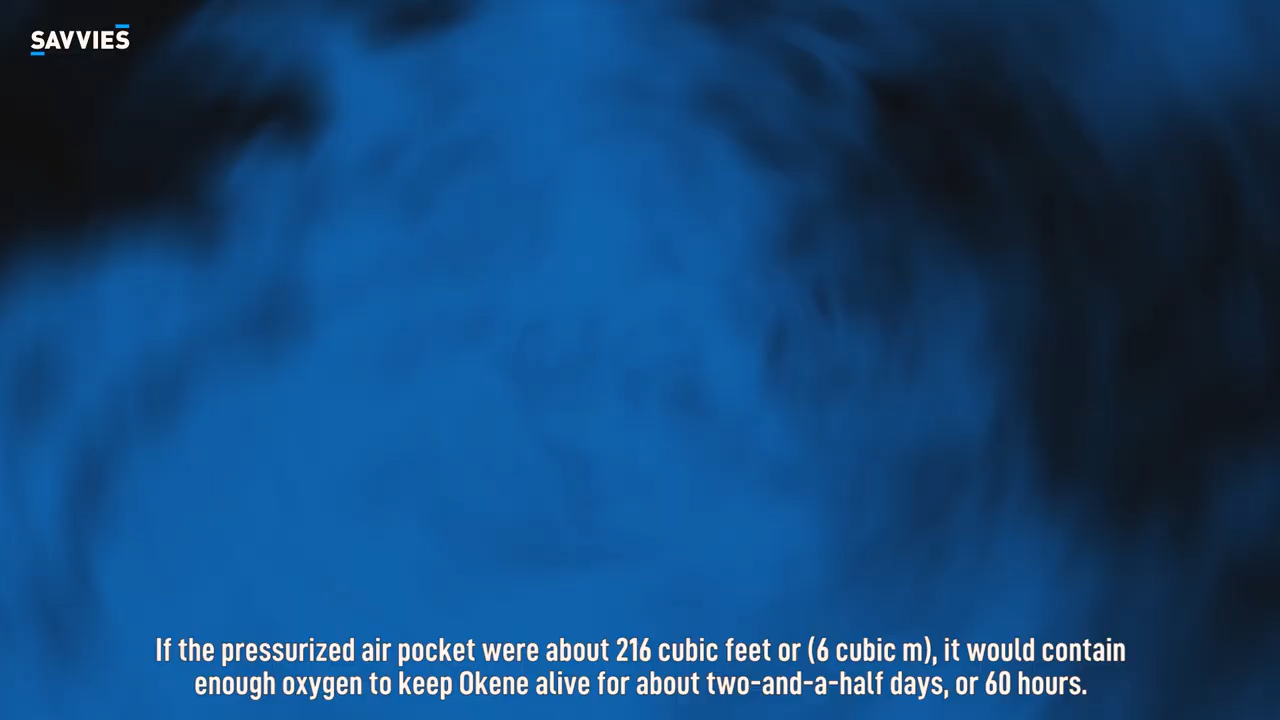 SAVVIES
If the pressurized air pocket were about 216 cubic feet or (6 cubic m), it would contain
enough oxygen to keep Okene alive for about two-and-a-half days, or 60 hours.